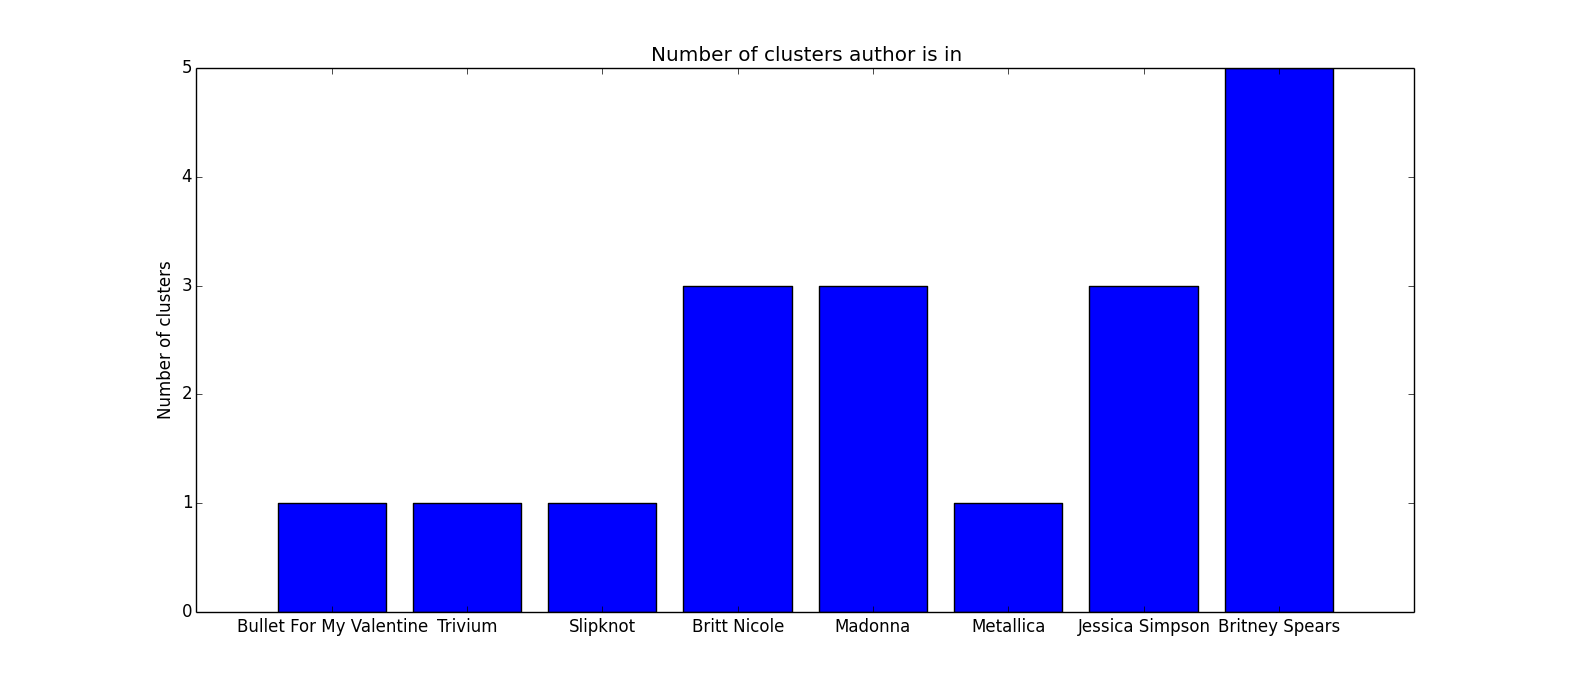 Number of clusters author is in
Number of clusters
5
4
3
2
1
0
Bullet For My Valentine Trivium Slipknot Britt Nicole Madonna Metallica Jessica Simpson Britney Spears